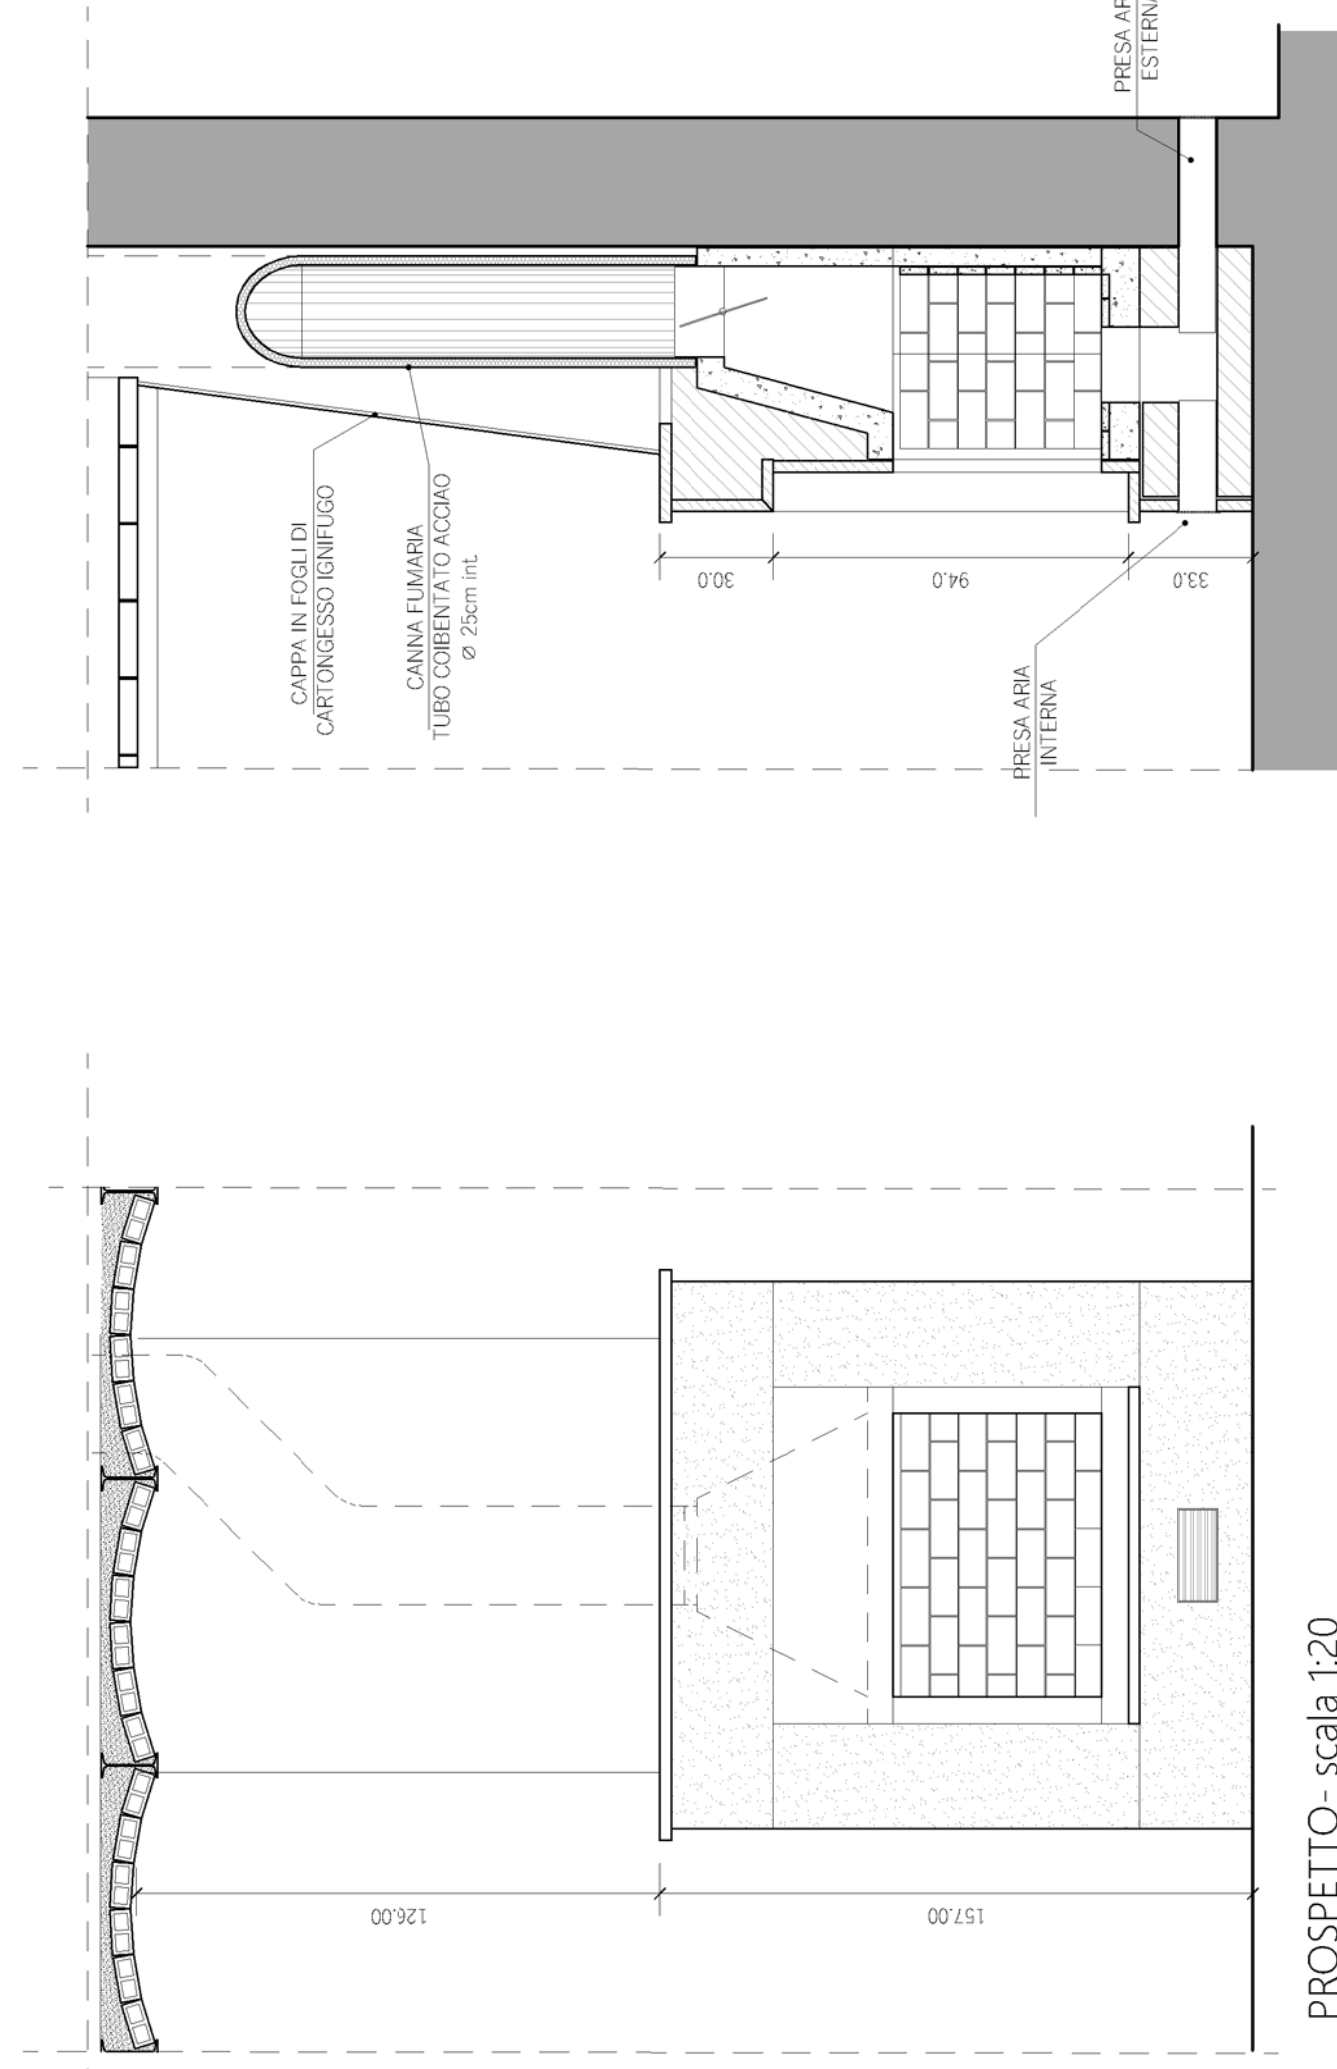 PRESA AR
ESTERNA
CAPPA IN FOGLI DI
CARTONGESSO IGNIFUGO
CANNA FUMARIA
TUBO COIBENTATO ACCIAO
Ø 25cm int.
30.0
94.0
33.0
PRESA ARIA
INTERNA
126.00
157.00
PROSPETTO- scala 1:20